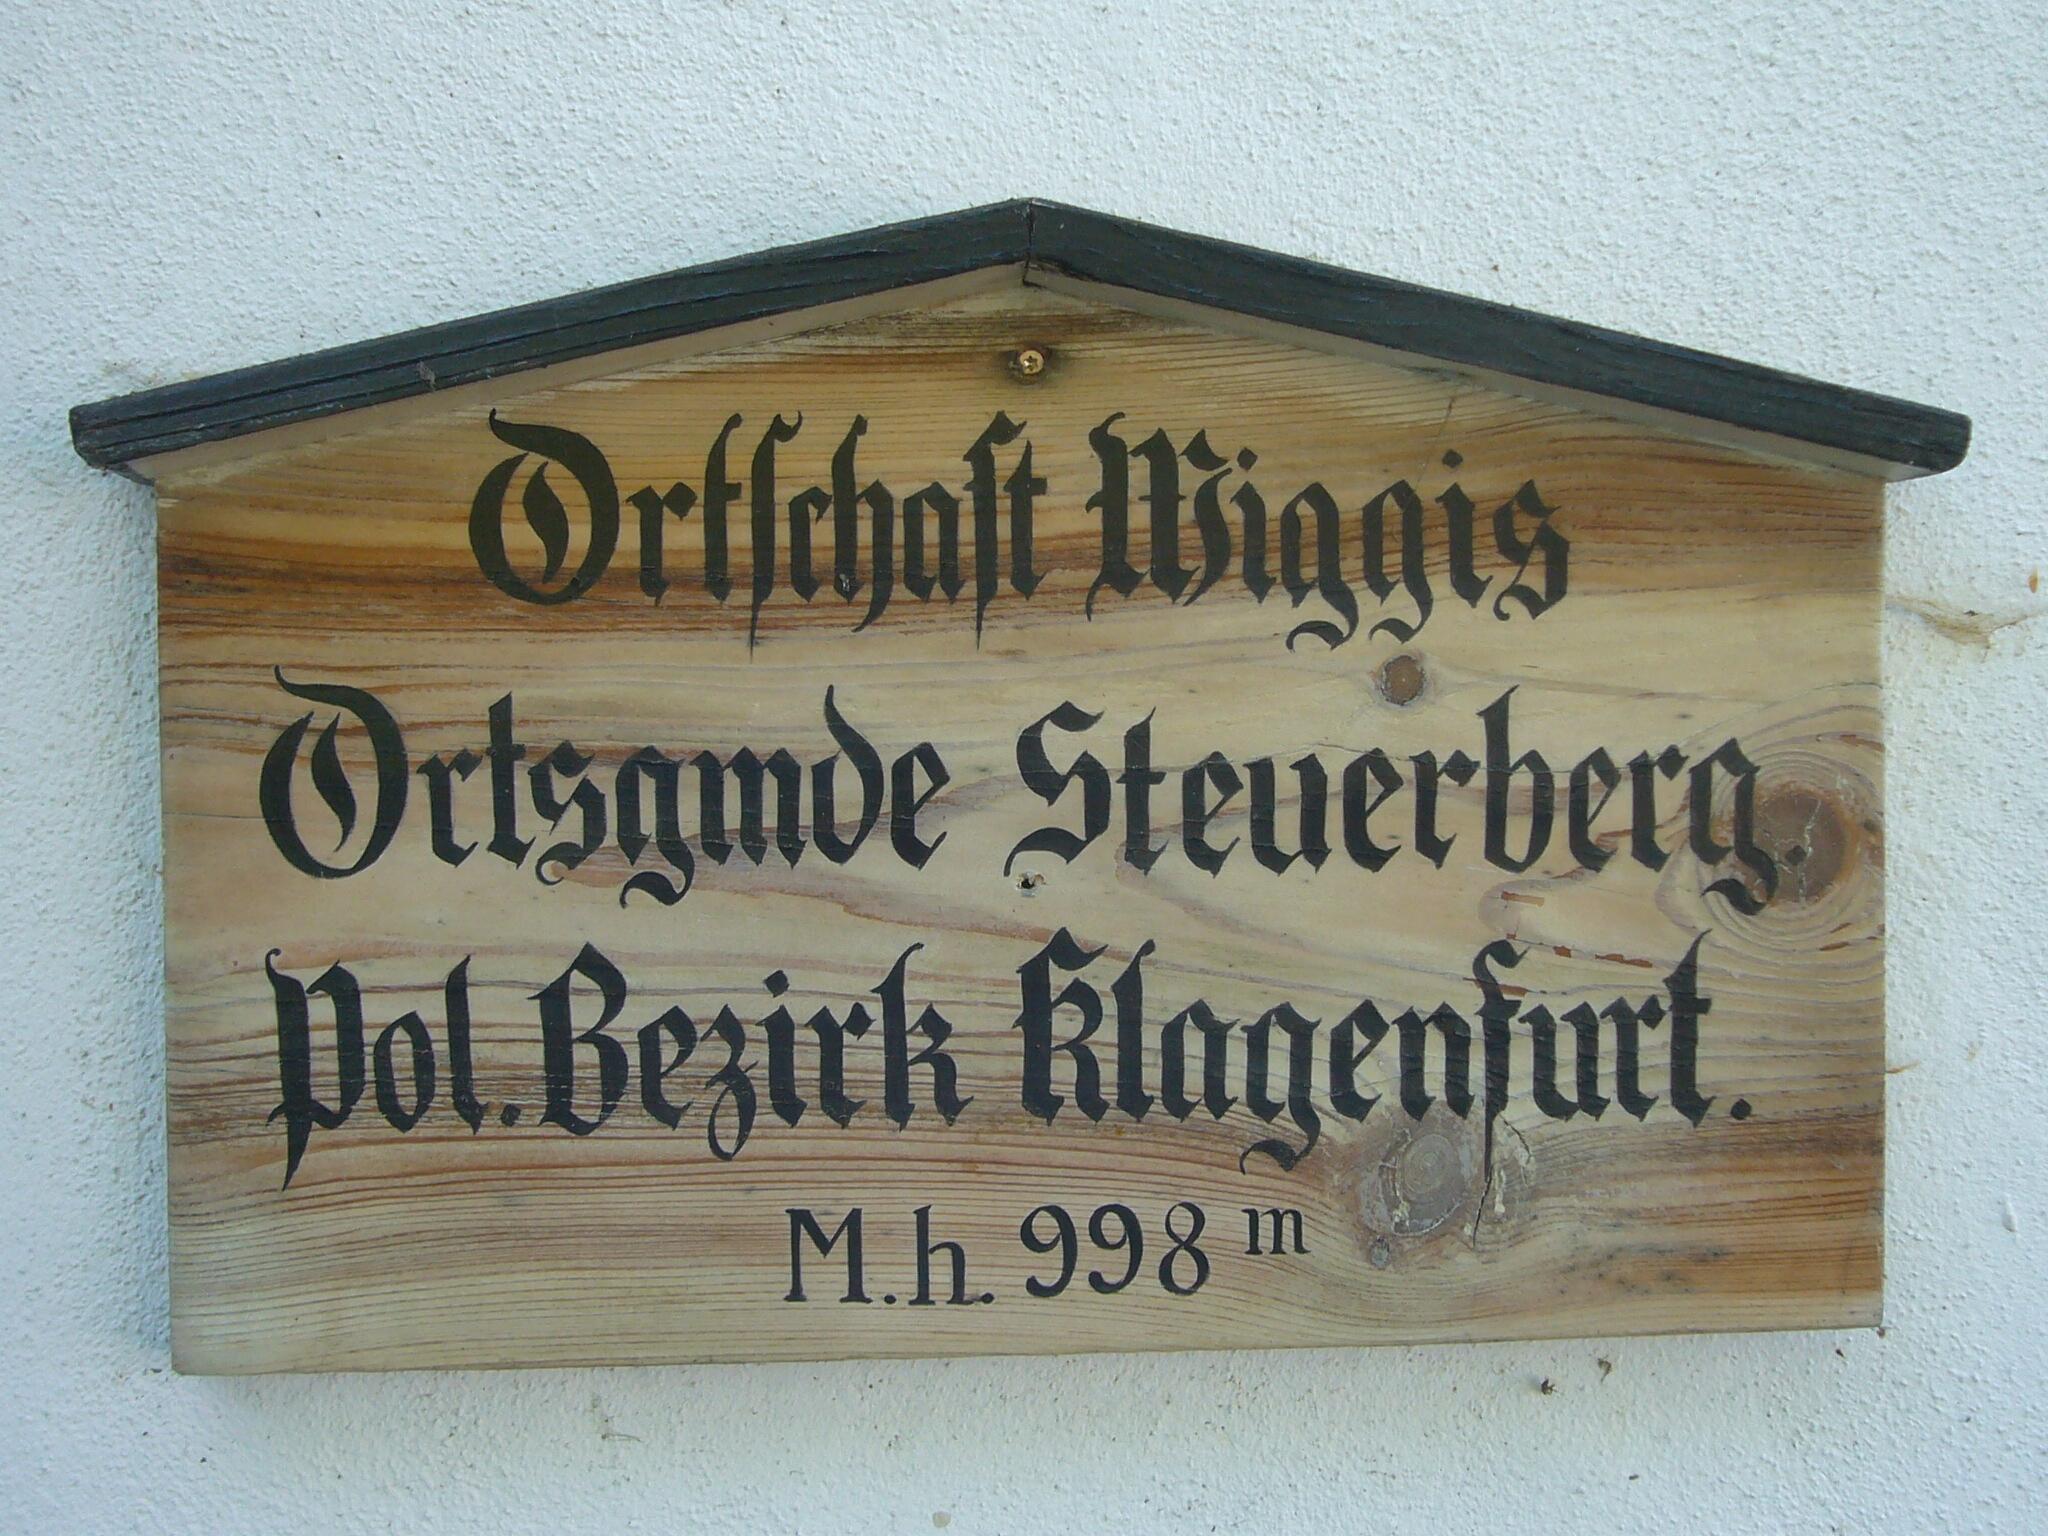 Ortſchaft Wiggis
Ortsgmde Steuerberg.
Pol. Bezirk Klagenfurt.
M.h. 998 m